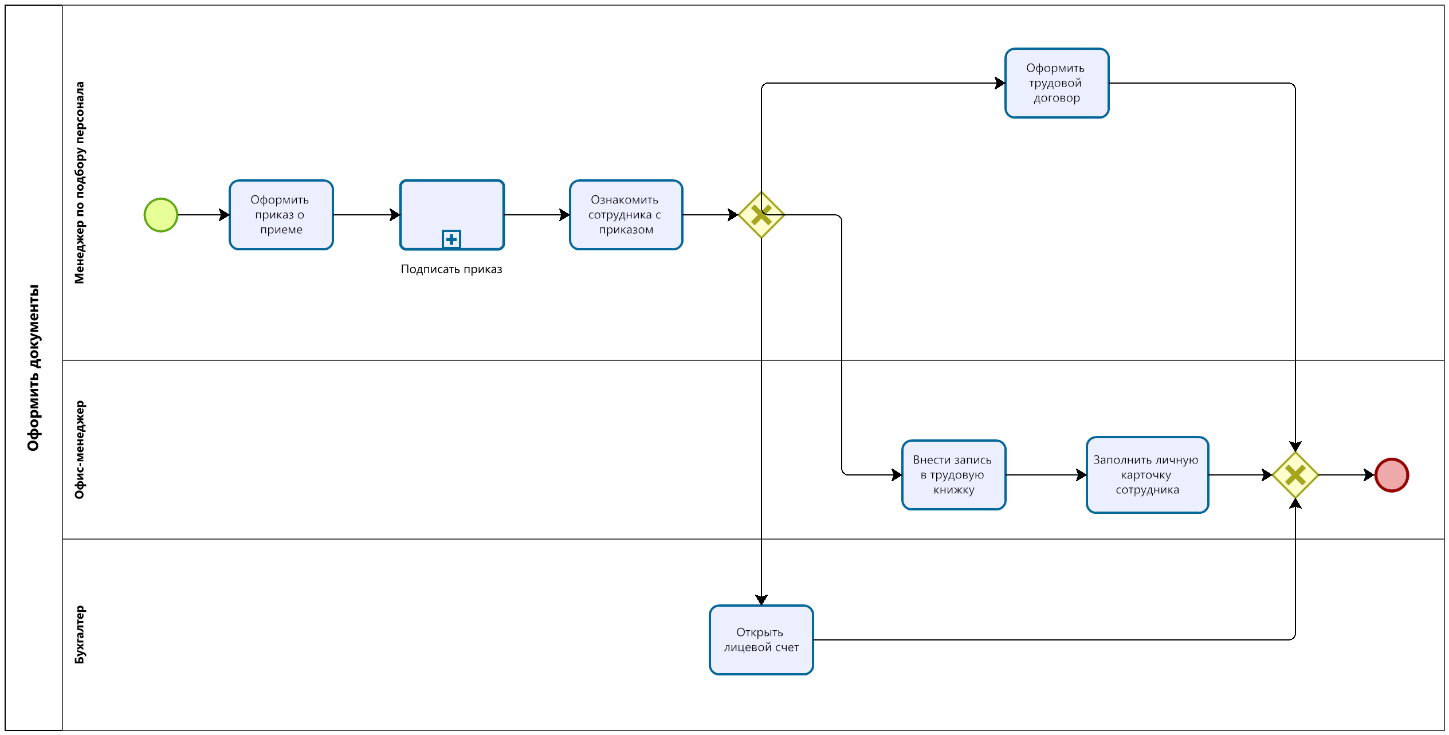 Оформить документы
Менеджер по подбору персонала
Оформить
трудовой
договор
Оформить
приказ о
приеме
Подписать приказ
Ознакомить
сотрудника с
приказом
Офис-менеджер
Внести запись
в трудовую
книжку
Заполнить личную
карточку
сотрудника
Бухгалтер
Открыть
лицевой счет